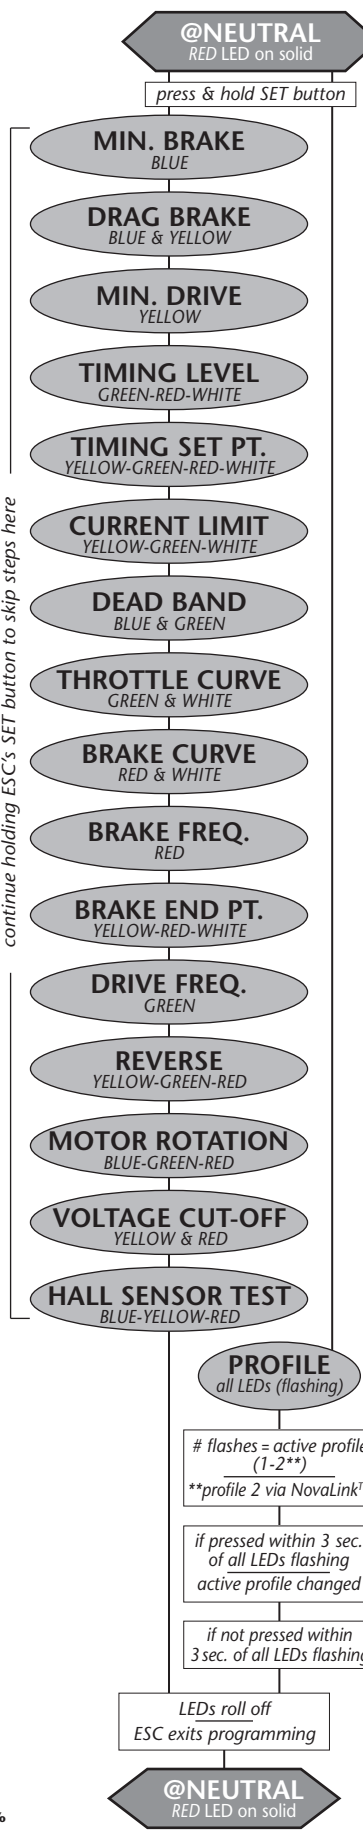 @NEUTRAL
RED LED on solid
press & hold SET button
MIN. BRAKE
BLUE
DRAG BRAKE
BLUE & YELLOW
MIN. DRIVE
YELLOW
TIMING LEVEL
GREEN-RED-WHITE
TIMING SET PT.
YELLOW-GREEN-RED-WHITE
CURRENT LIMIT
YELLOW-GREEN-WHITE
DEAD BAND
BLUE & GREEN
THROTTLE CURVE
GREEN & WHITE
BRAKE CURVE
RED & WHITE
BRAKE FREQ.
RED
BRAKE END PT.
YELLOW-RED-WHITE
DRIVE FREQ.
GREEN
REVERSE
YELLOW-GREEN-RED
MOTOR ROTATION
BLUE-GREEN-RED
VOLTAGE CUT-OFF
YELLOW & RED
HALL SENSOR TEST
BLUE-YELLOW-RED
continue holding ESC's SET button to skip steps here
PROFILE
all LEDs (flashing)
# flashes = active profile
(1-2**)
**profile 2 via NovaLinkT
if pressed within 3 sec.
of all LEDs flashing
active profile changed
if not pressed within
3 sec. of all LEDs flashing
LEDs roll off
ESC exits programming
@NEUTRAL
RED LED on solid
%